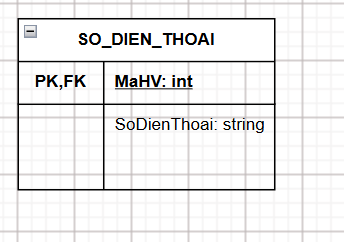 SO_DIEN_THOAI
PK,FK MaHV: int
SoDienThoai: string